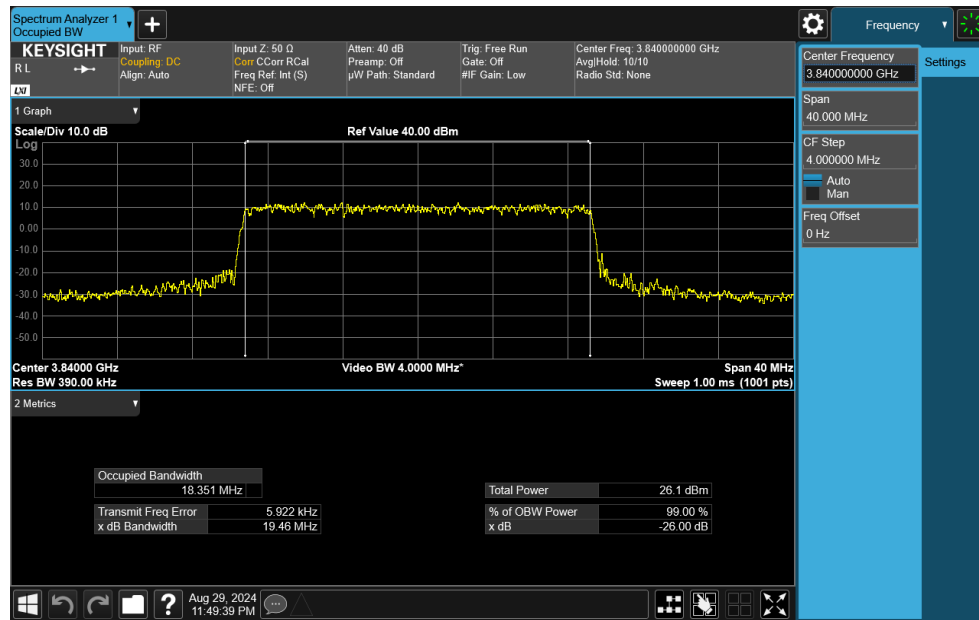 Spectrum Analyzer 1
Occupied BW
Frequency
KEYSIGHT
R L
LXI
Input: RF
Coupling: DC
Align: Auto
Input Z: 50 Ω
Corr CCorr RCal
Freq Ref: Int (S)
NFE: Off
Atten: 40 dB
Preamp: Off
µW Path: Standard
Trig: Free Run
Gate: Off
#IF Gain: Low
Center Freq: 3.840000000 GHz
Avg|Hold: 10/10
Radio Std: None
Center Frequency
3.840000000 GHz
Settings
Span
40.000 MHz
CF Step
4.000000 MHz
Auto
Man
Freq Offset
0 Hz
1 Graph
Scale/Div 10.0 dB
Ref Value 40.00 dBm
Log
30.0
20.0
10.0
0.00
-10.0
-20.0
-30.0
-40.0
-50.0
Center 3.84000 GHz
Video BW 4.0000 MHz*
Span 40 MHz
Res BW 390.00 kHz
Sweep 1.00 ms (1001 pts)
2 Metrics
Occupied Bandwidth
18.351 MHz
Total Power 26.1 dBm
Transmit Freq Error 5.922 kHz
% of OBW Power 99.00 %
x dB Bandwidth 19.46 MHz
x dB -26.00 dB
?
Aug 29, 2024
11:49:39 PM